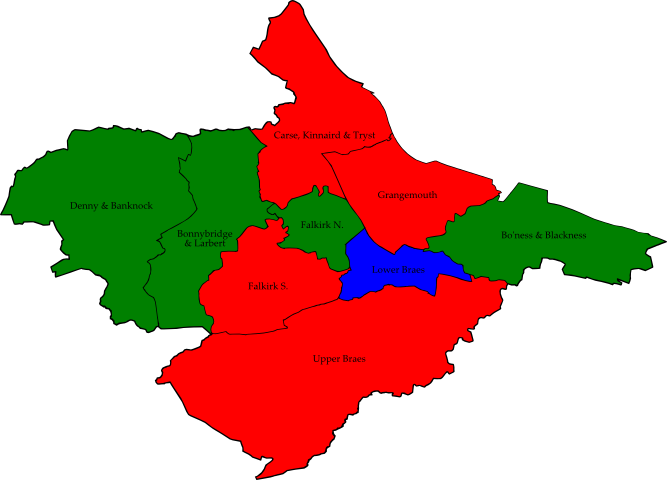 Carse, Kinnaird & Tryst
Grangemouth
Denny & Banknock
Falkirk N.
Bonnybridge
& Larbert
Bo'ness & Blackness
Lower Braes
Falkirk S.
Upper Braes